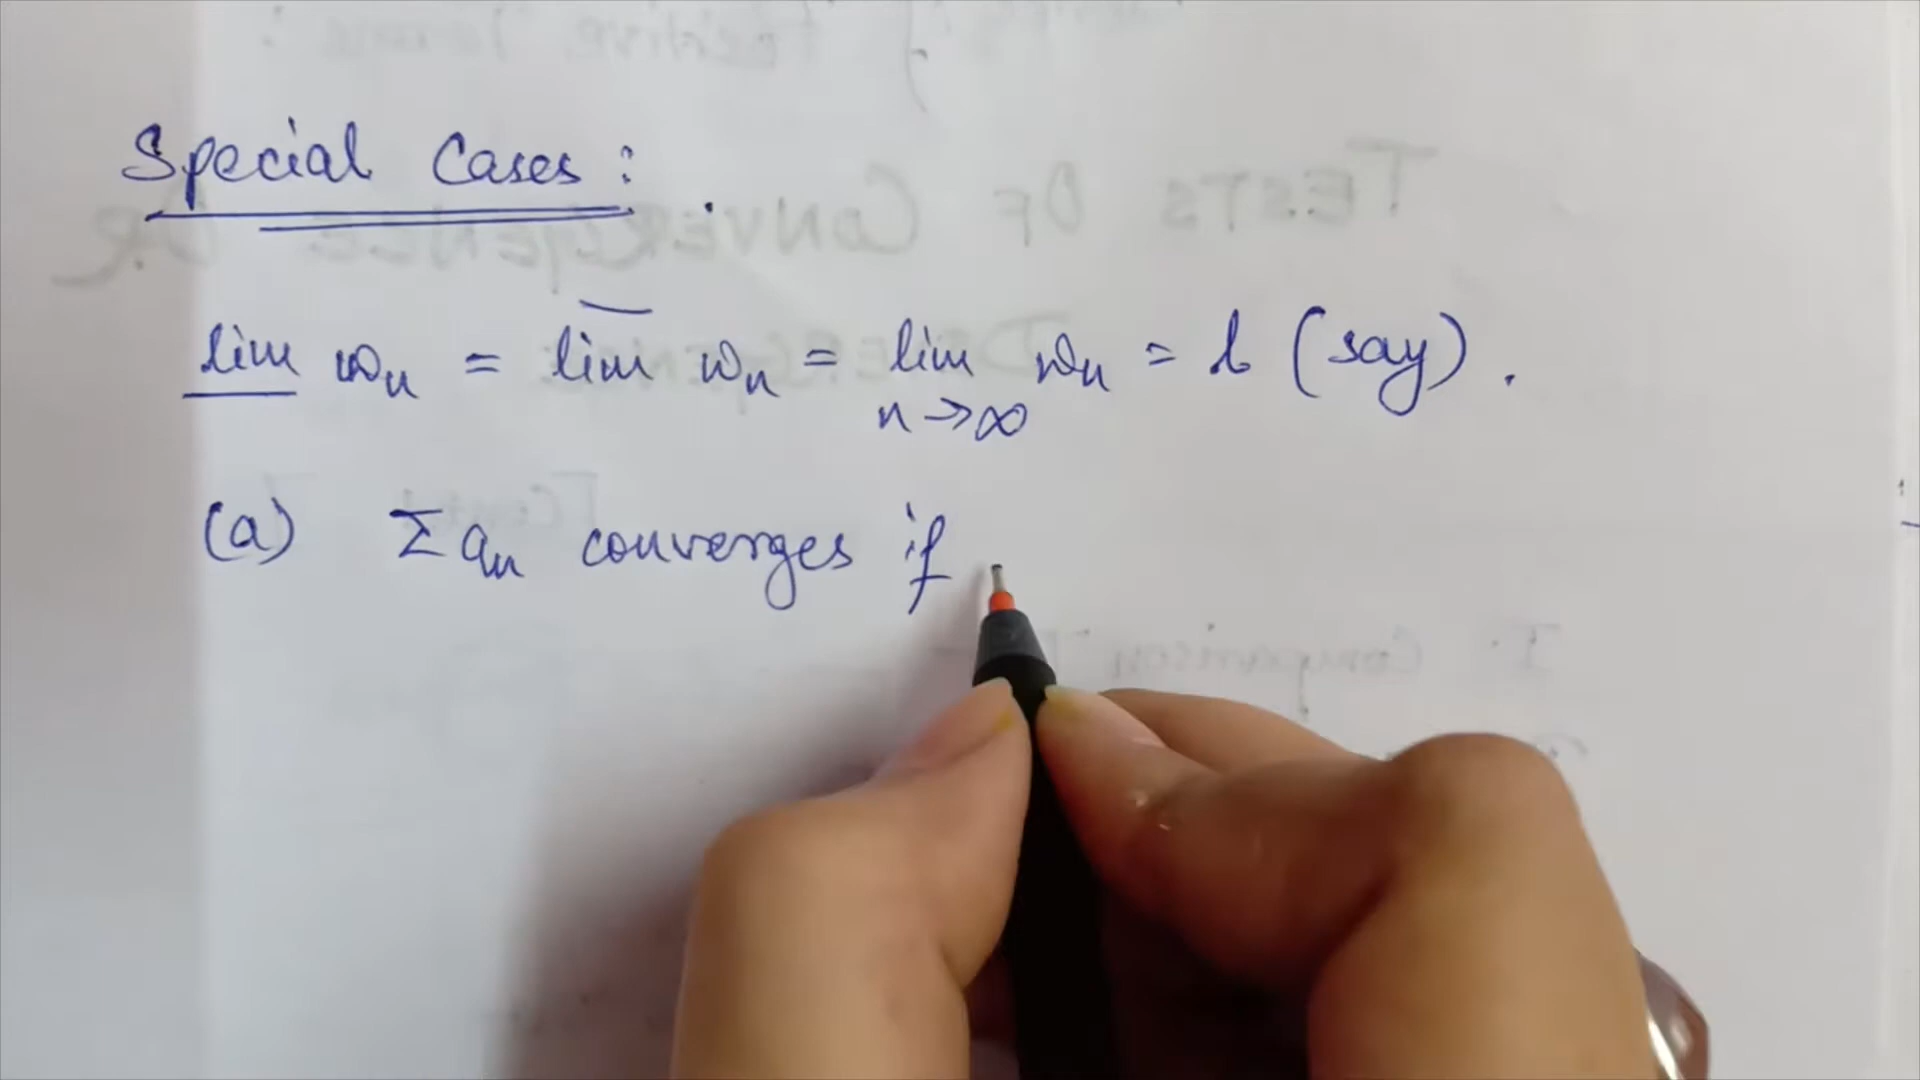 Special Cases:
lim wn = lim wn = lim wn = l (say).
n→∞
(a) Σ an converges if